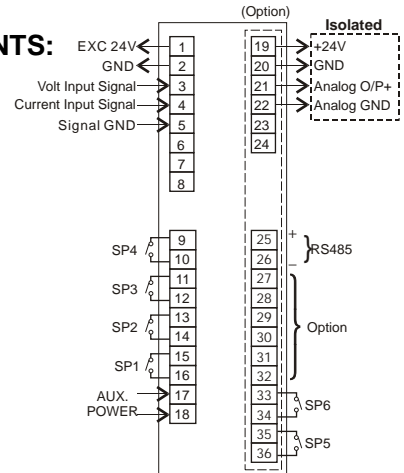 (Option)
Isolated
NTS:
EXC 24V 1 19 +24V
GND 2 20 GND
Volt Input Signal 3 21 Analog O/P+
Current Input Signal 4 22 Analog GND
Signal GND 5 23
6 24
7
8
SP4 9 10
SP3 11 12
SP2 13 14
SP1 15 16
AUX. POWER 17 18
25 + RS485
26 –
27
28
29
30
31
32
Option
33
34
SP6
35
36
SP5